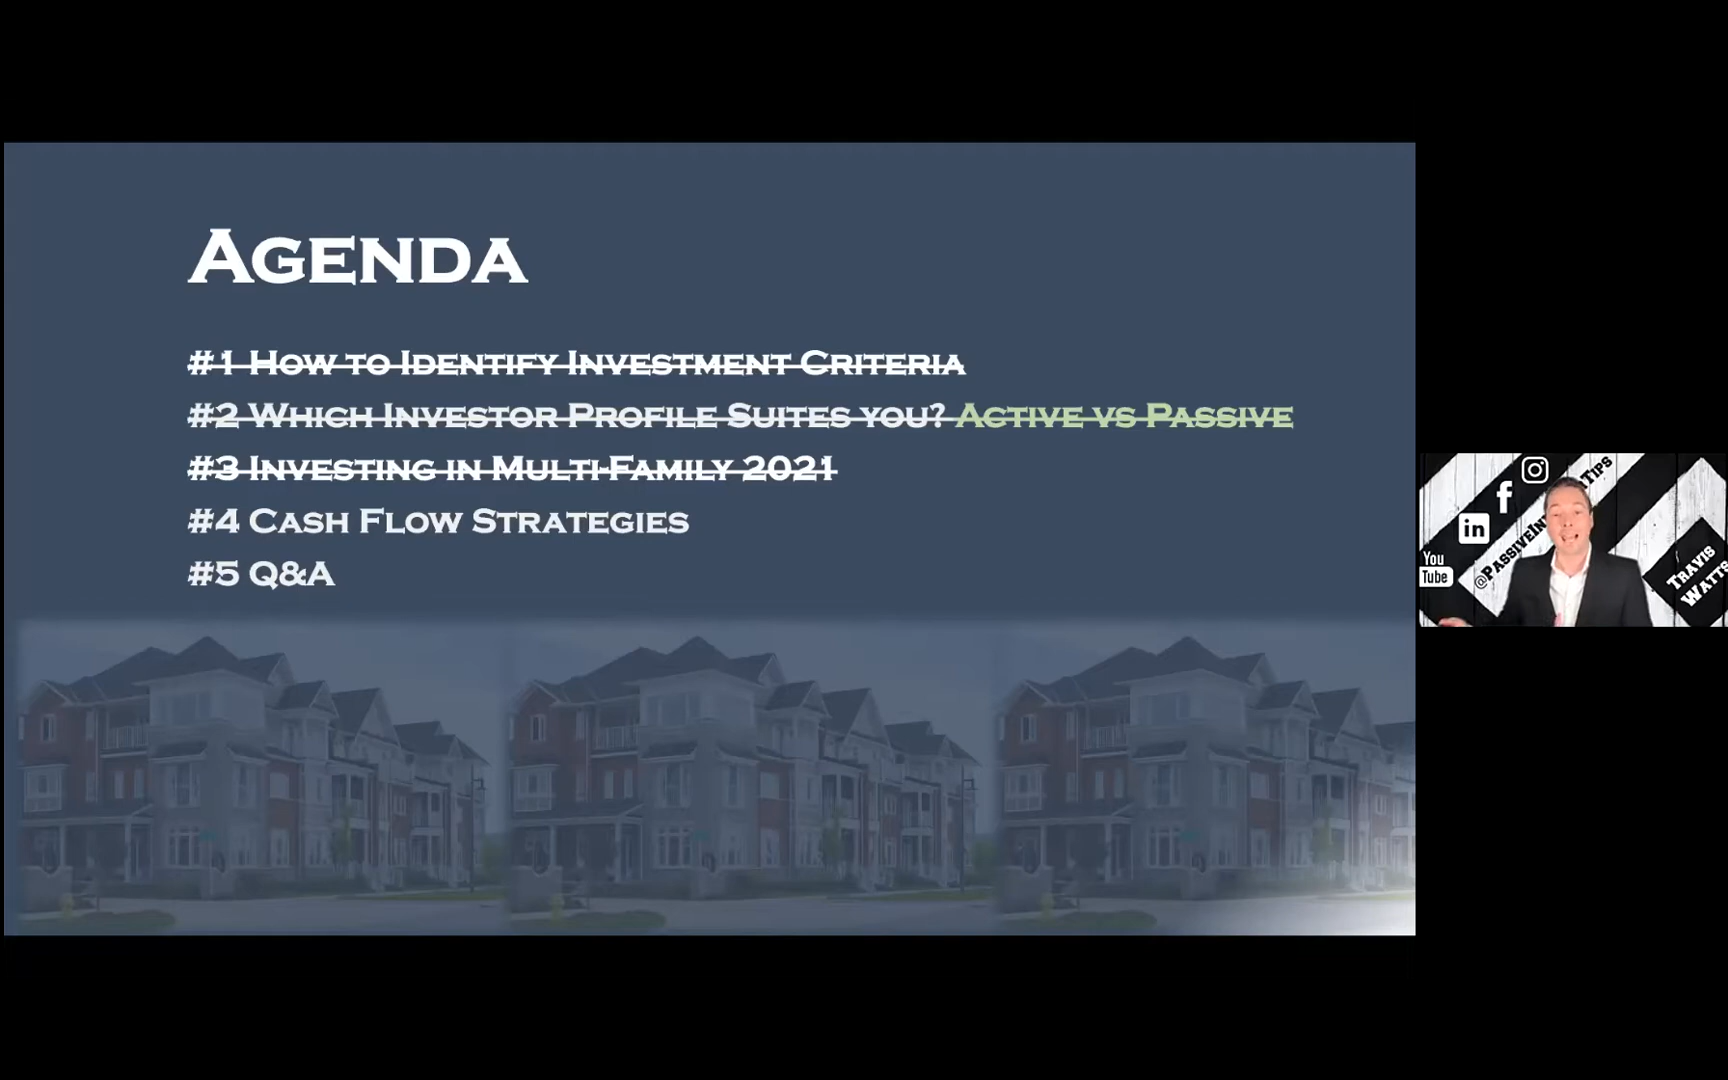 Agenda
#1 How to Identify Investment Criteria
#2 Which Investor Profile Suites you? Active vs Passive
#3 Investing in Multi-Family 2021
#4 Cash Flow Strategies
#5 Q&A
You
Tube
in
f
Travis
Watts